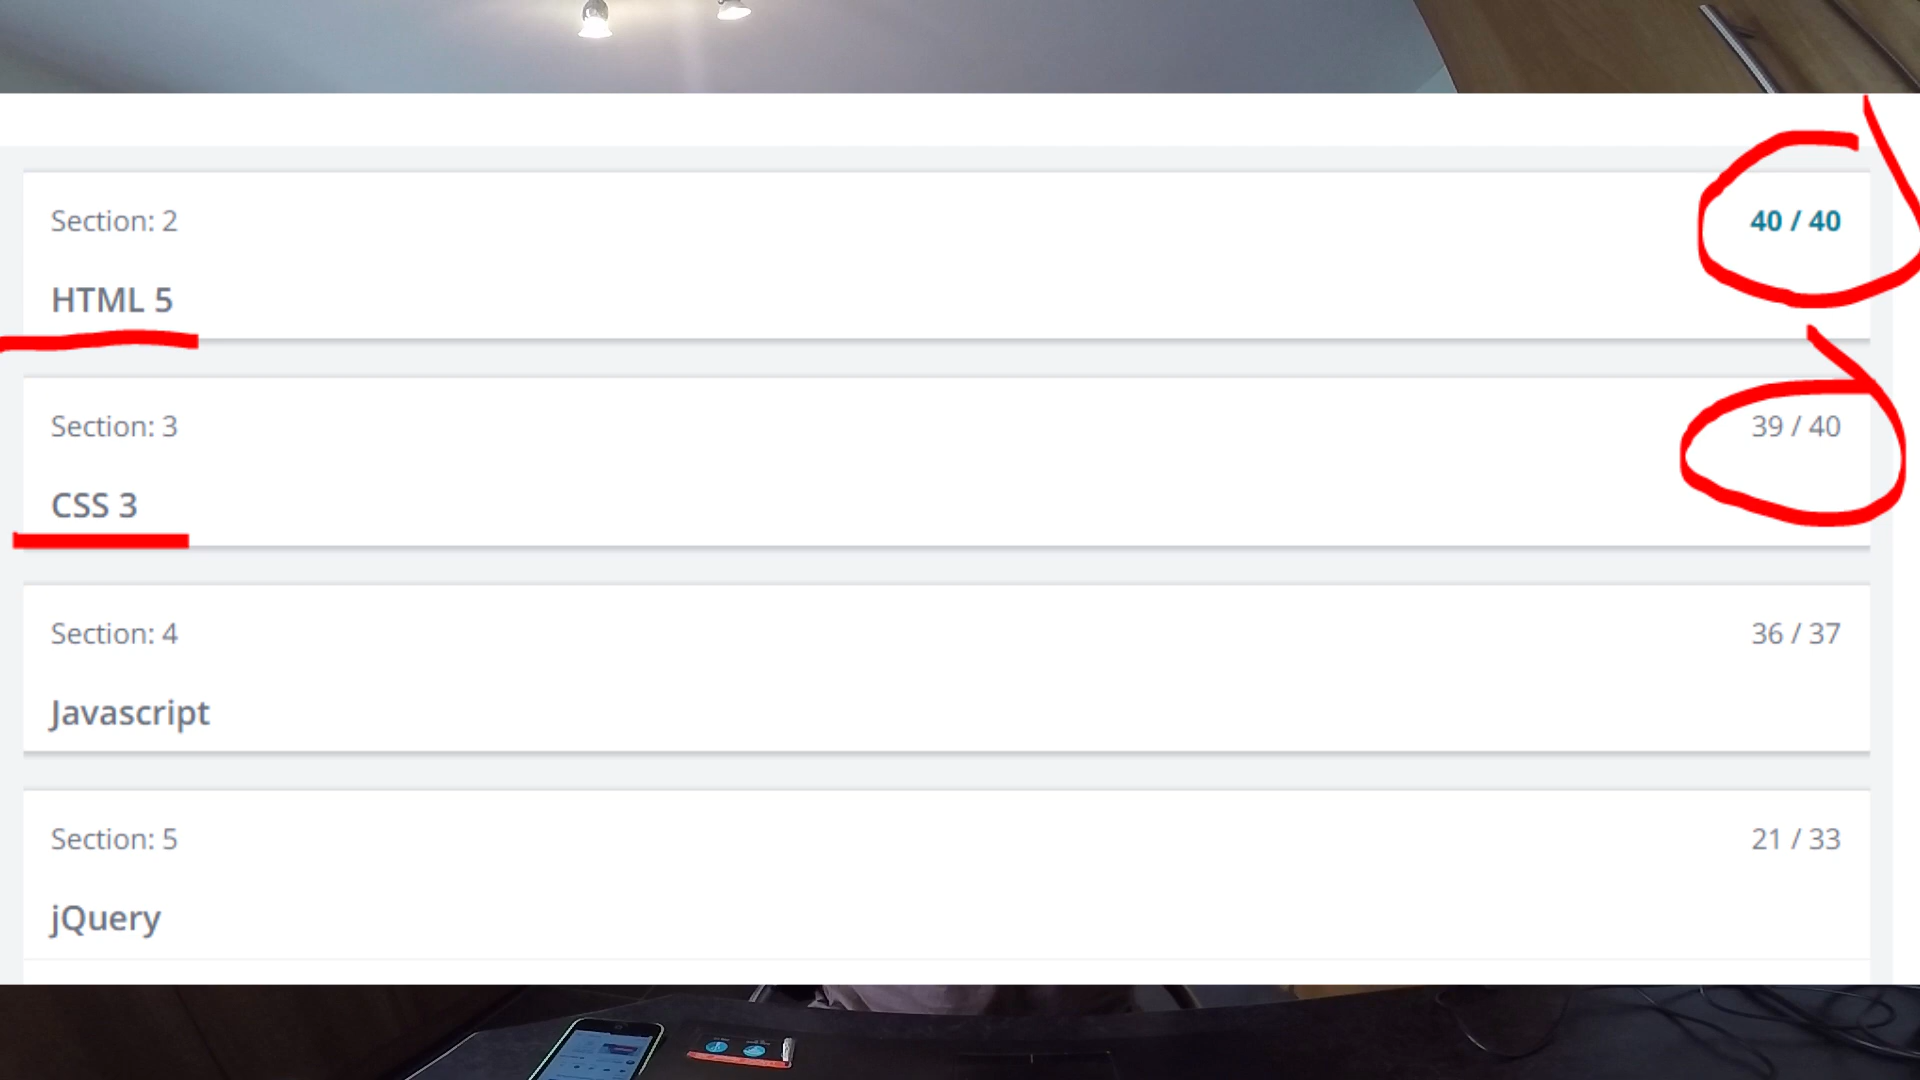 Section: 2
40 / 40
HTML 5
Section: 3
39 / 40
CSS 3
Section: 4
36 / 37
Javascript
Section: 5
21 / 33
jQuery